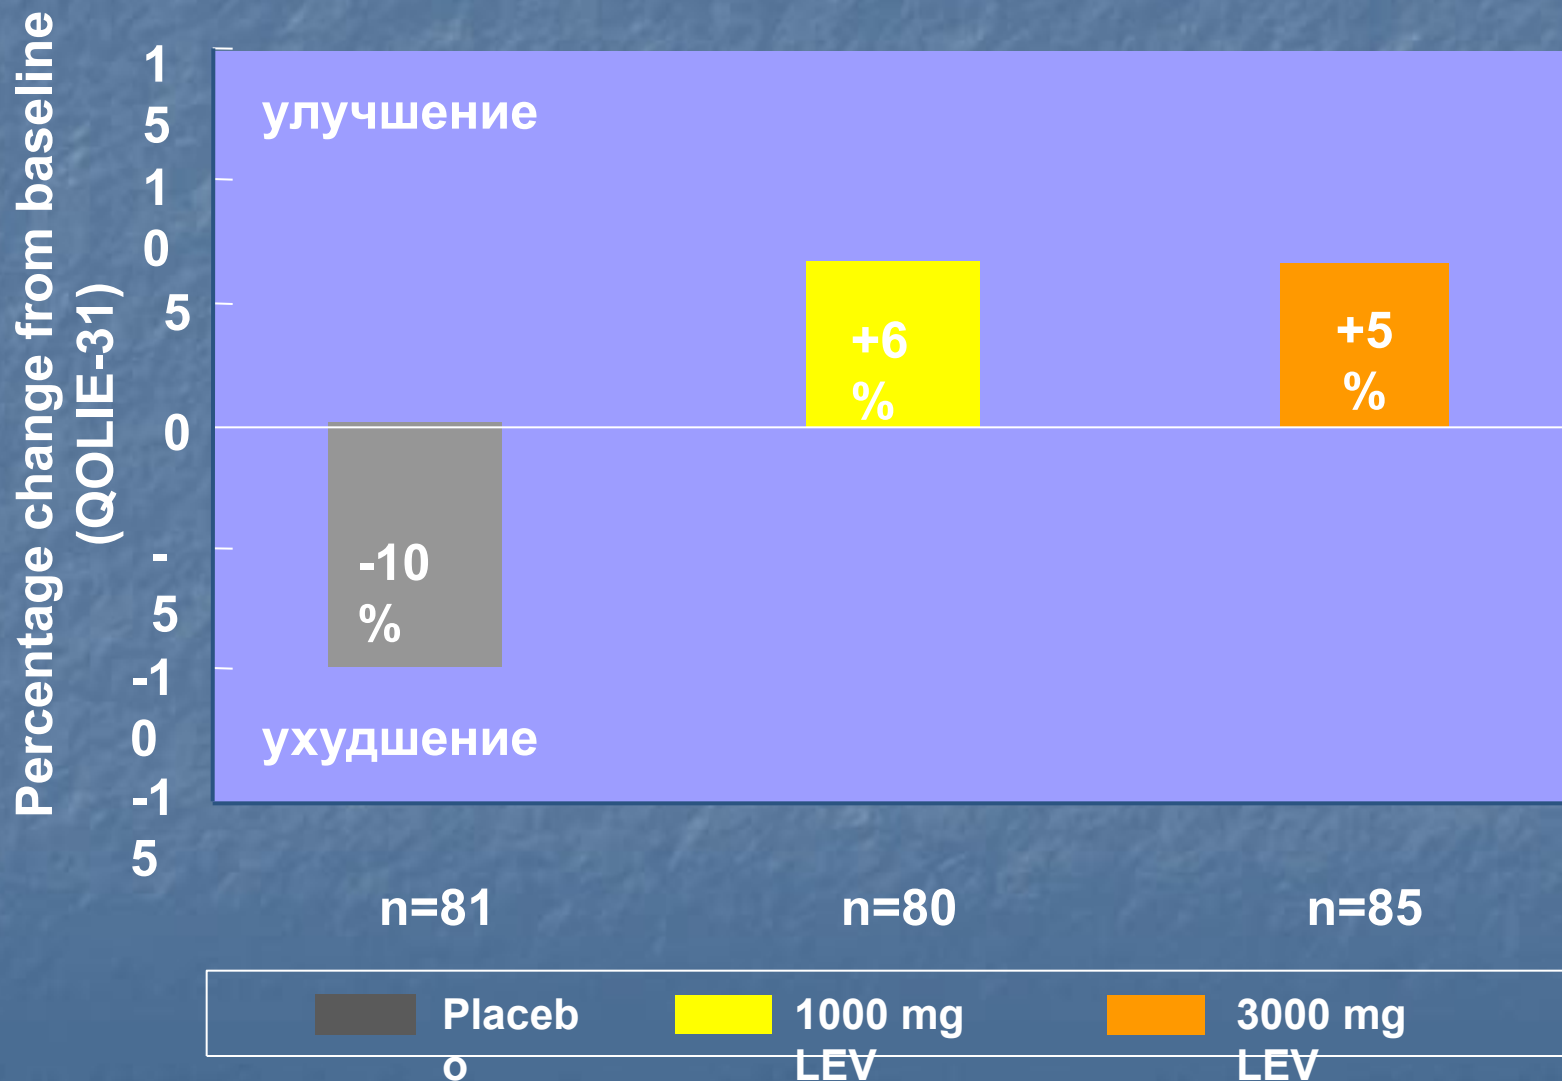 Percentage change from baseline
(QOLIE-31)
1
5
1
0
5
0
-
5
-1
0
-1
5
улучшение
+6
%
+5
%
-10
%
ухудшение
n=81
n=80
n=85
Placeb
o
1000 mg
LEV
3000 mg
LEV